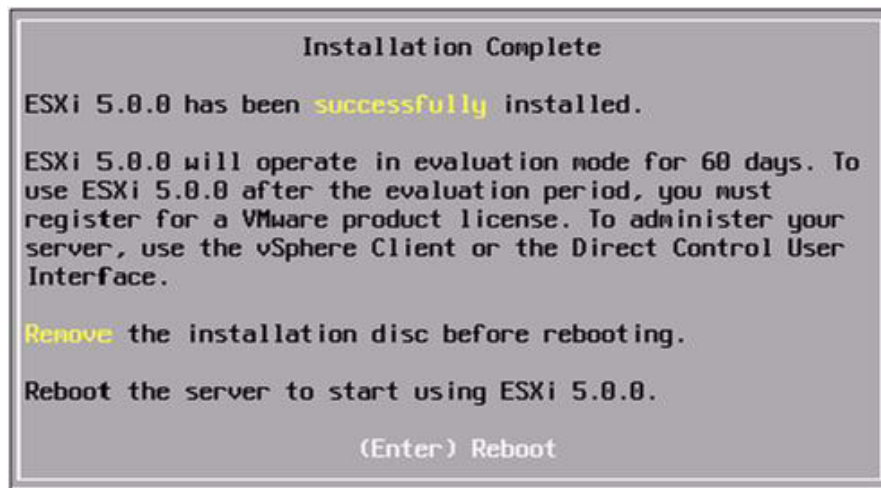 Installation Complete
ESXi 5.0.0 has been successfully installed.
ESXi 5.0.0 will operate in evaluation mode for 60 days. To
use ESXi 5.0.0 after the evaluation period, you must
register for a VMware product license. To administer your
server, use the vSphere Client or the Direct Control User
Interface.
Remove the installation disc before rebooting.
Reboot the server to start using ESXi 5.0.0.
(Enter) Reboot